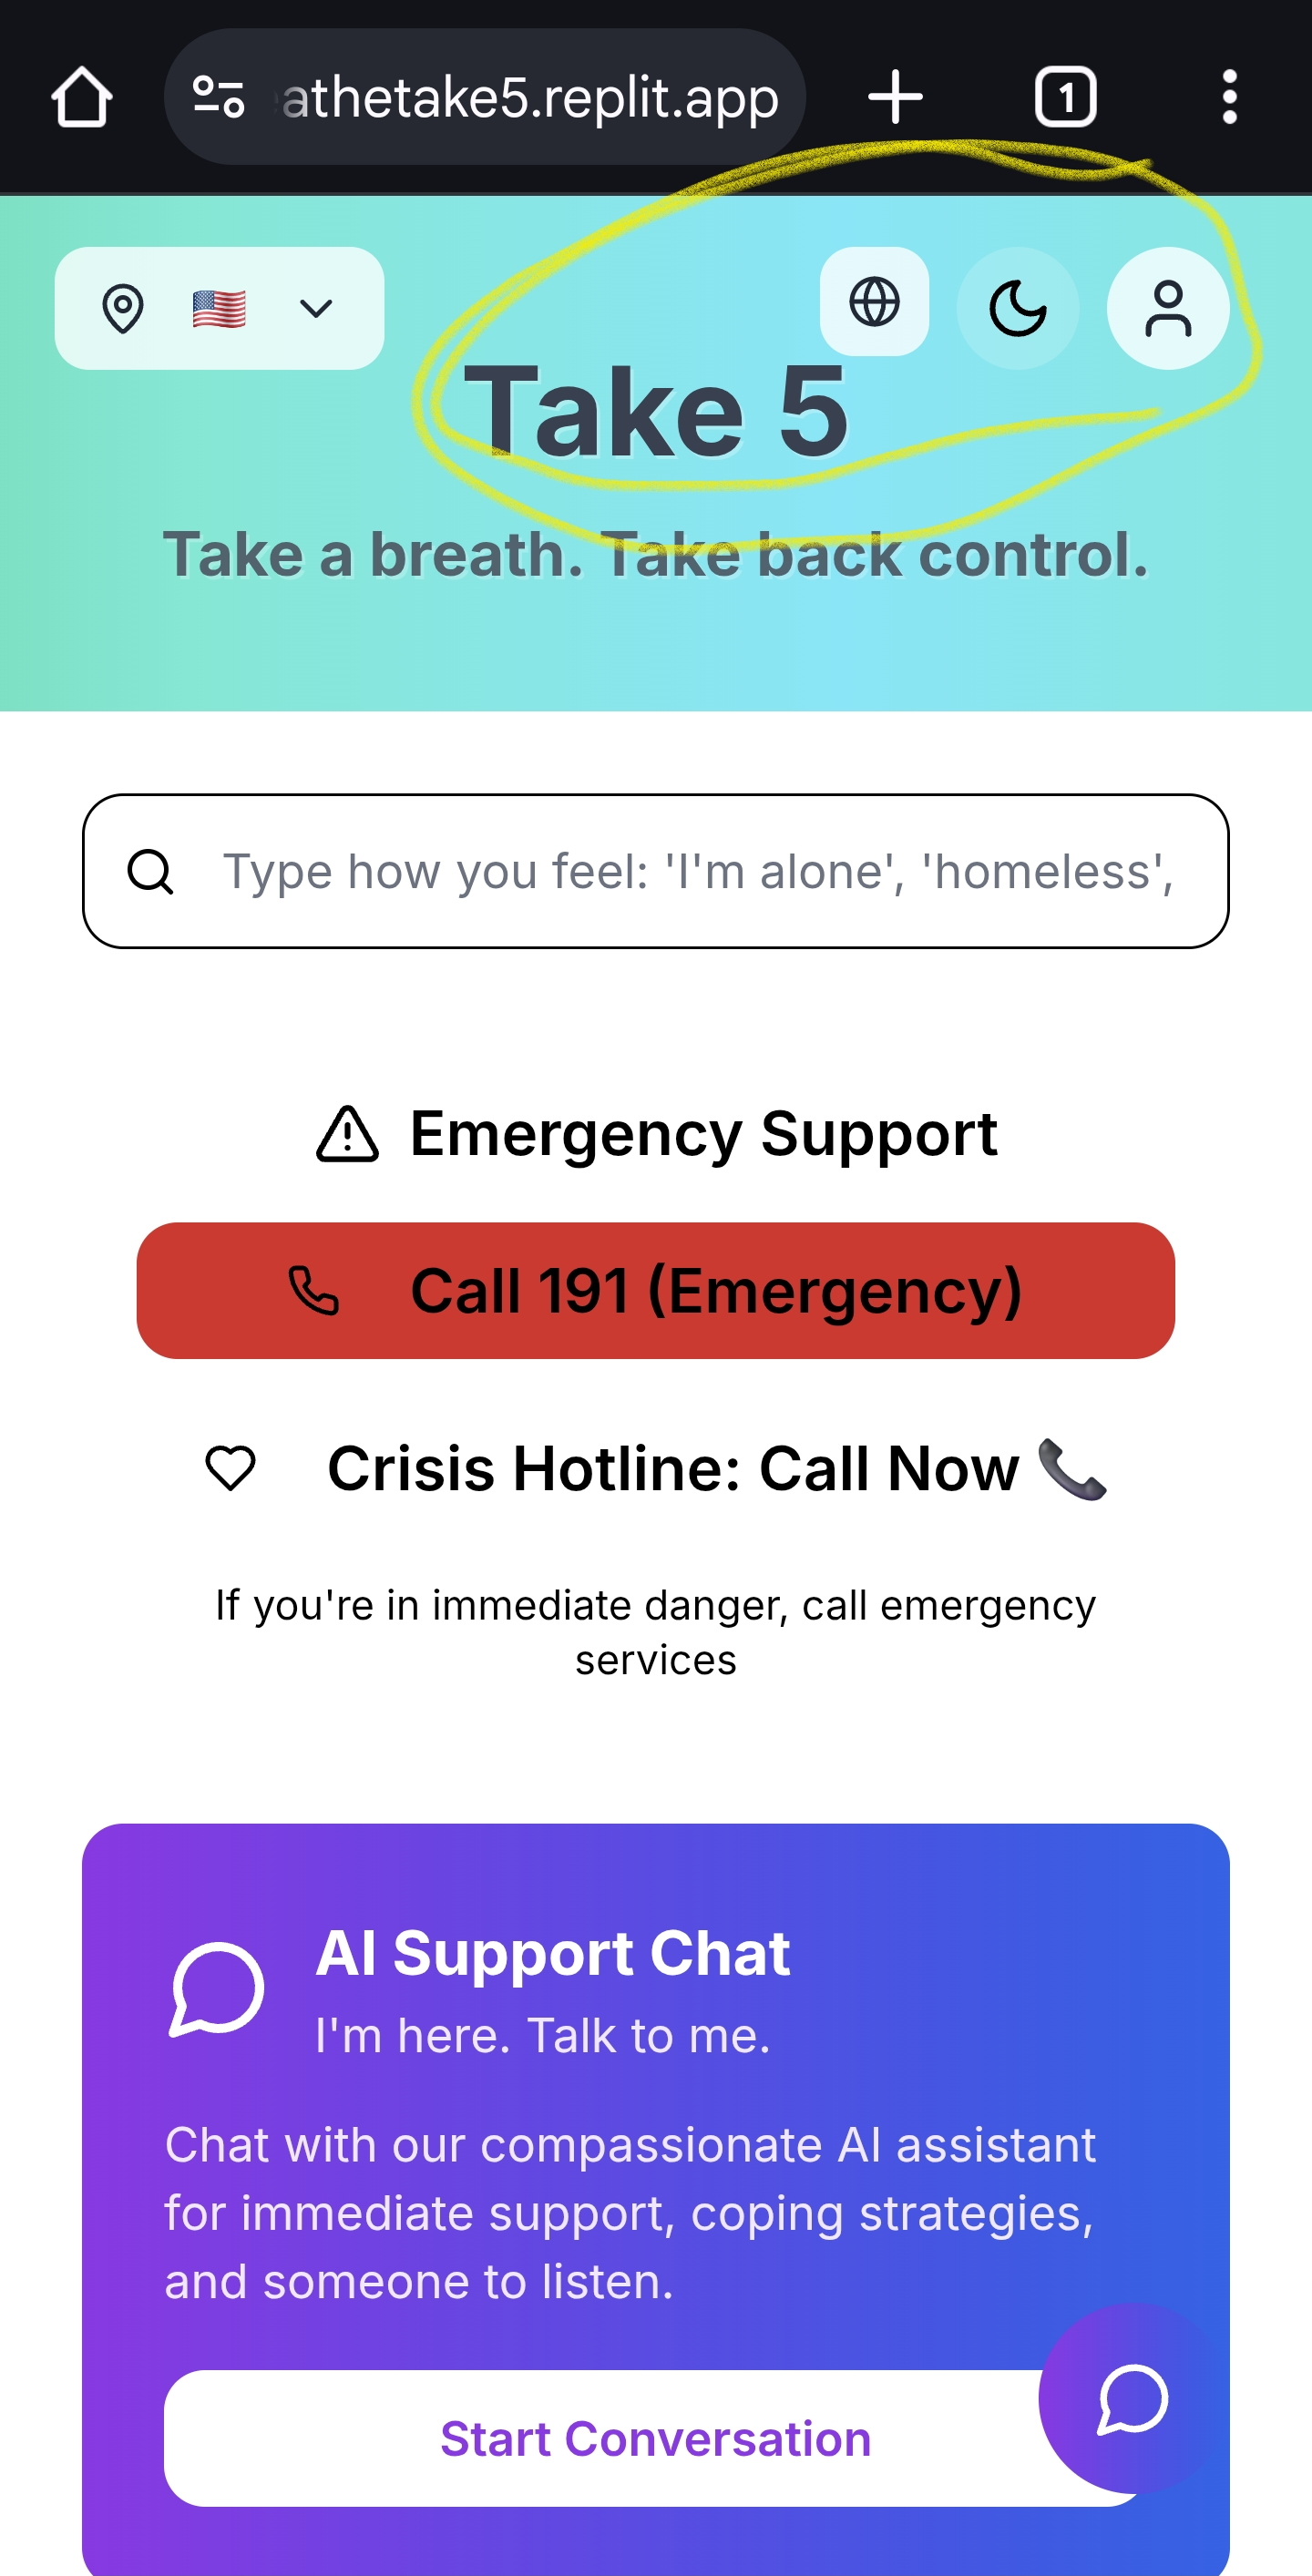 athetake5.replit.app
1
Take 5
Take a breath. Take back control.
Type how you feel: 'I'm alone', 'homeless',
Emergency Support
Call 191 (Emergency)
Crisis Hotline: Call Now 📞
If you're in immediate danger, call emergency
services
AI Support Chat
I'm here. Talk to me.
Chat with our compassionate AI assistant
for immediate support, coping strategies,
and someone to listen.
Start Conversation